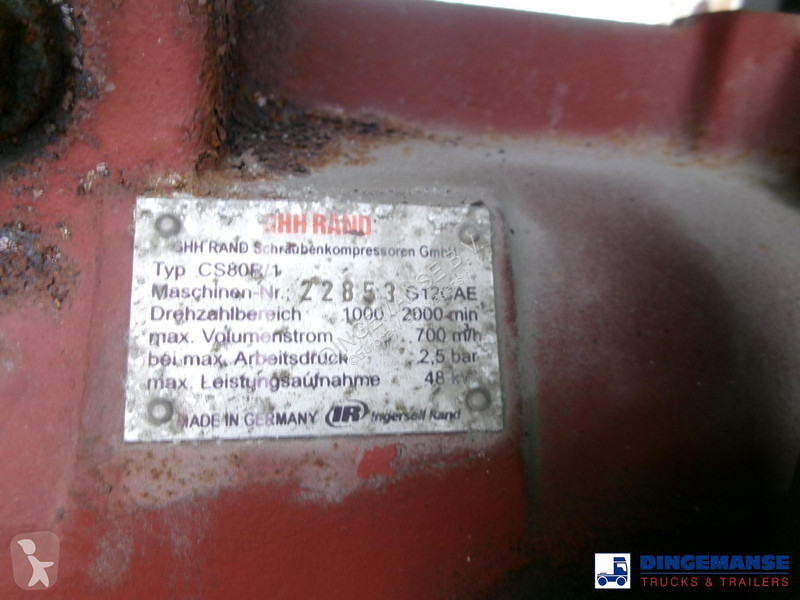 GHH RAND
GHH RAND Schraubenkompressoren GmbH
Typ CS80R/1
Maschinen-Nr.: 22853 G12CAE
Drehzahlbereich 1000 - 2000 min
max. Volumenstrom 700 m/h
bei max. Arbeitsdruck 2,5 bar
max. Leistungsaufnahme 48 kW
MADE IN GERMANY IR Ingersoll Rand
DINGEMANSE
TRUCKS & TRAILERS